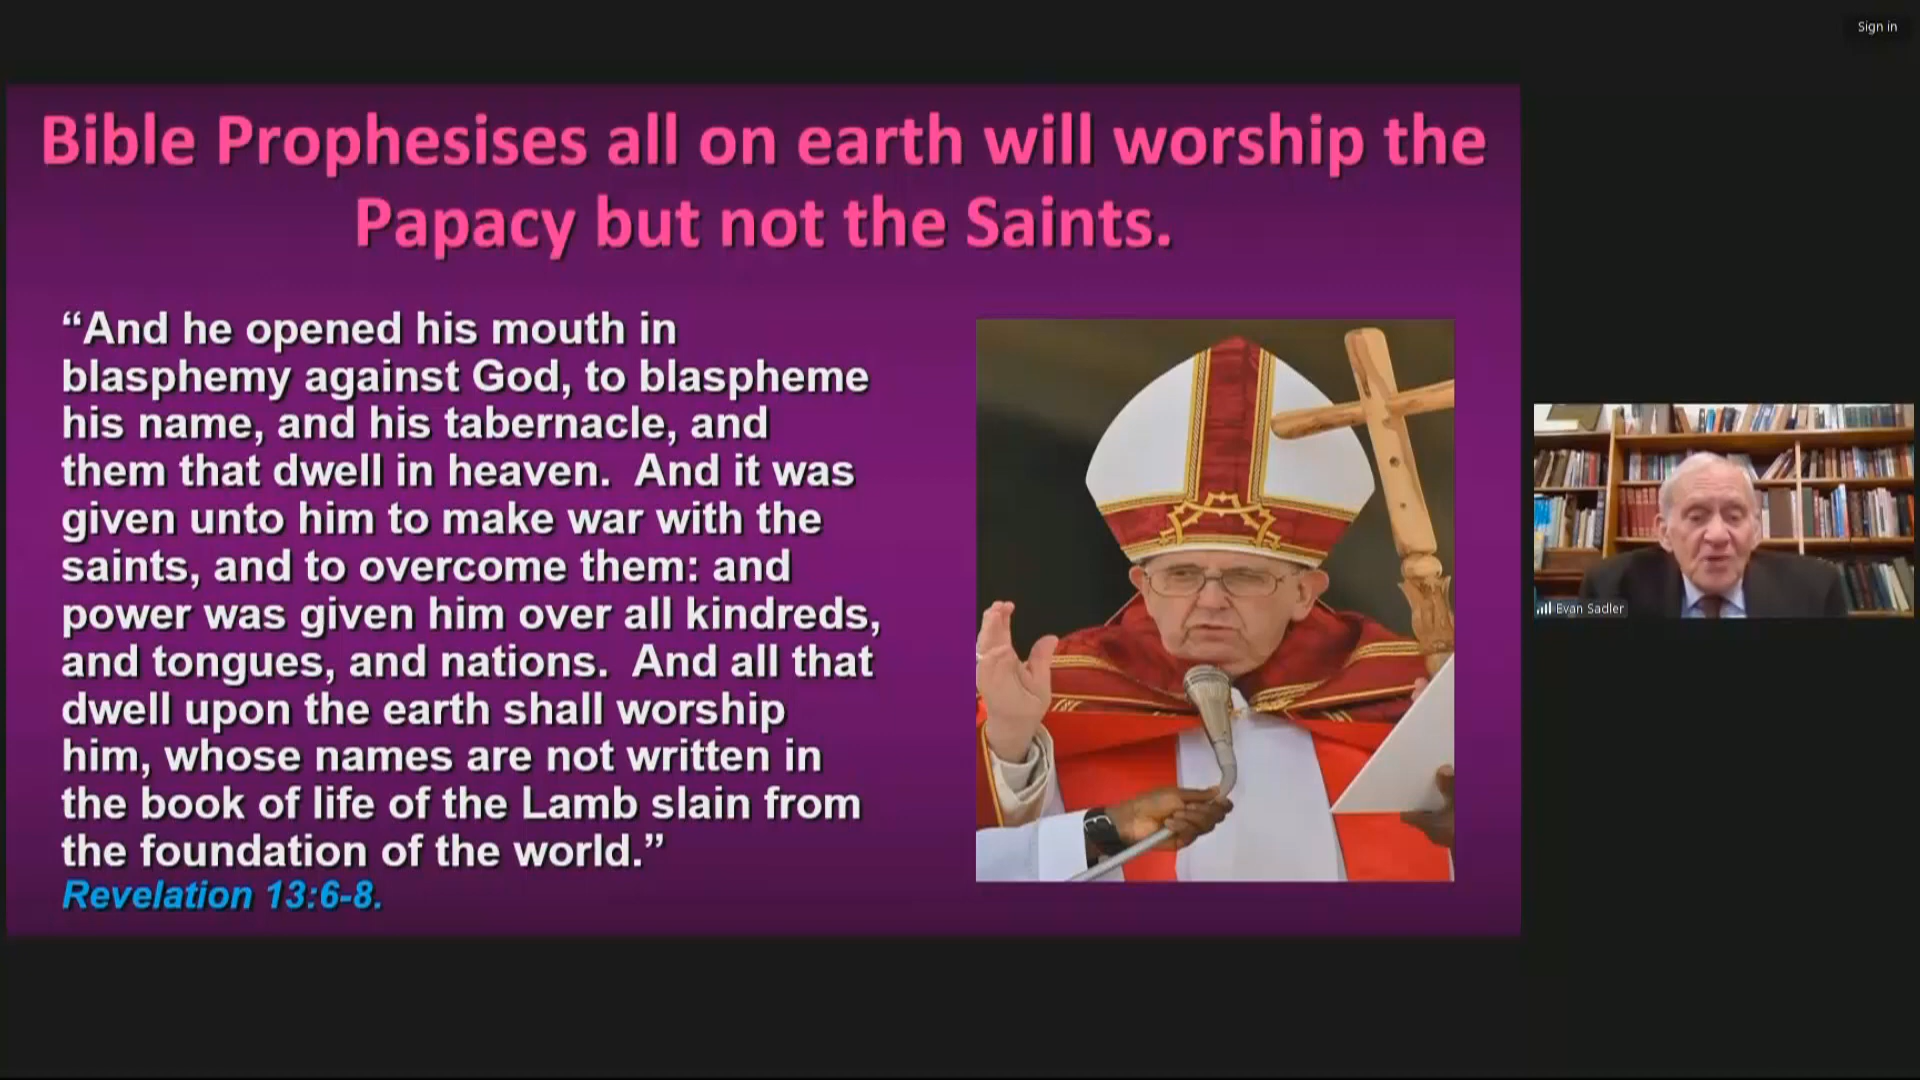 Sign in
Bible Prophesises all on earth will worship the
Papacy but not the Saints.
“And he opened his mouth in
blasphemy against God, to blaspheme
his name, and his tabernacle, and
them that dwell in heaven.  And it was
given unto him to make war with the
saints, and to overcome them: and
power was given him over all kindreds,
and tongues, and nations.  And all that
dwell upon the earth shall worship
him, whose names are not written in
the book of life of the Lamb slain from
the foundation of the world.”
Revelation 13:6-8.
Evan Sadler